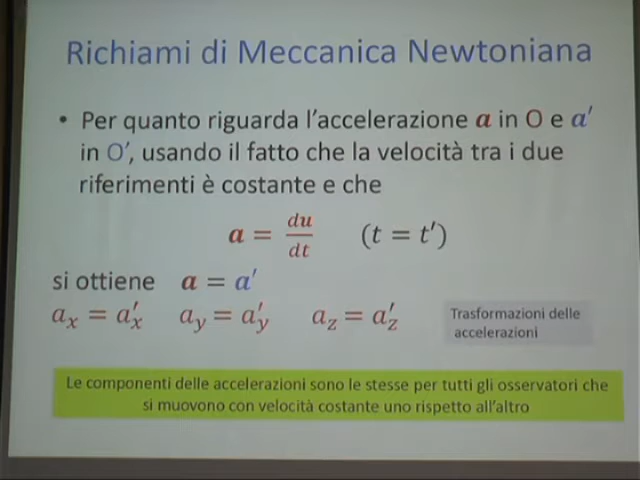 Richiami di Meccanica Newtoniana
• Per quanto riguarda l'accelerazione a in O e a′
in O′, usando il fatto che la velocità tra i due
riferimenti è costante e che
a = du/dt (t = t′)
si ottiene a = a′
aₓ = a′ₓ a_y = a′_y a_z = a′_z
Trasformazioni delle
accelerazioni
Le componenti delle accelerazioni sono le stesse per tutti gli osservatori che
si muovono con velocità costante uno rispetto all'altro